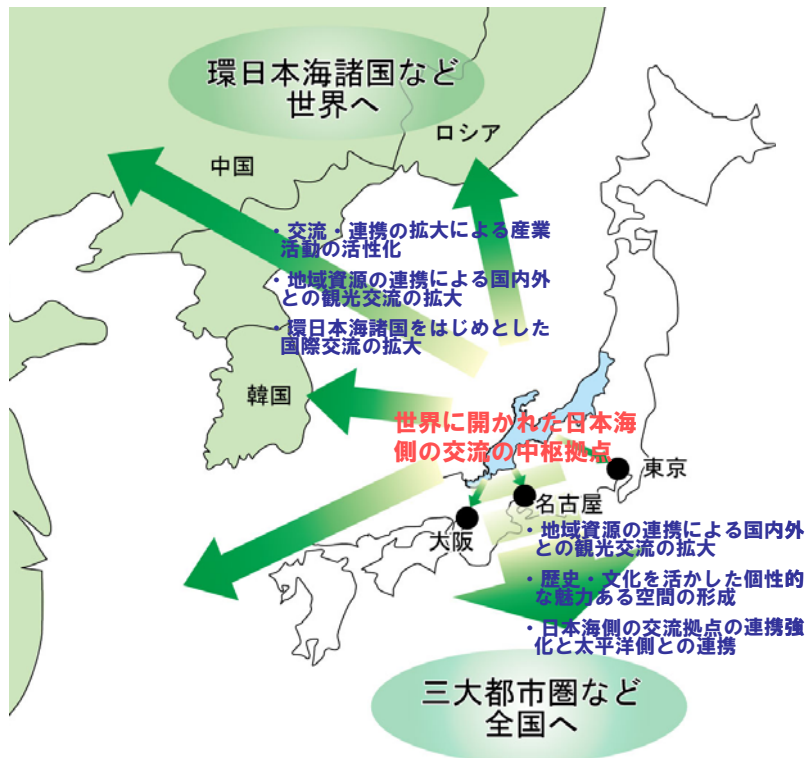 環日本海諸国など
世界へ
ロシア
中国
・交流・連携の拡大による産業
活動の活性化
・地域資源の連携による国内外
との観光交流の拡大
・環日本海諸国をはじめとした
国際交流の拡大
韓国
世界に開かれた日本海
側の交流の中枢拠点
東京
名古屋
大阪
・地域資源の連携による国内外
との観光交流の拡大
・歴史・文化を活かした個性的
な魅力ある空間の形成
・日本海側の交流拠点の連携強
化と太平洋側との連携
三大都市圏など
全国へ